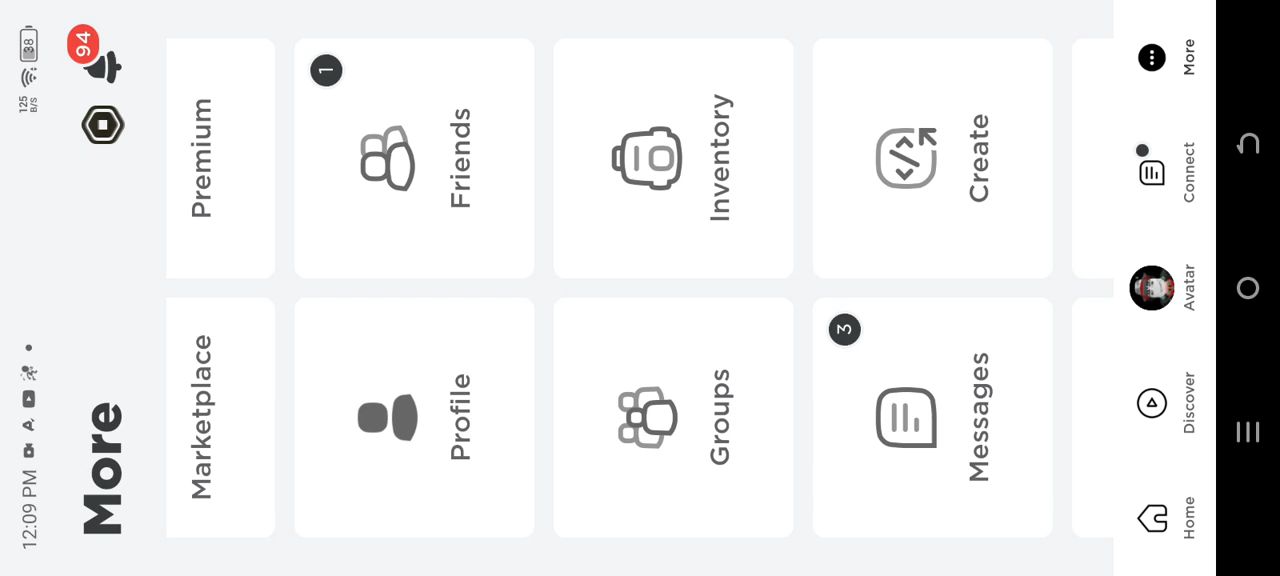 12:09 PM
125 B/S
38
More
94
Marketplace
Premium
Profile
1
Friends
Groups
Inventory
3
Messages
Create
Home
Discover
Avatar
Connect
More